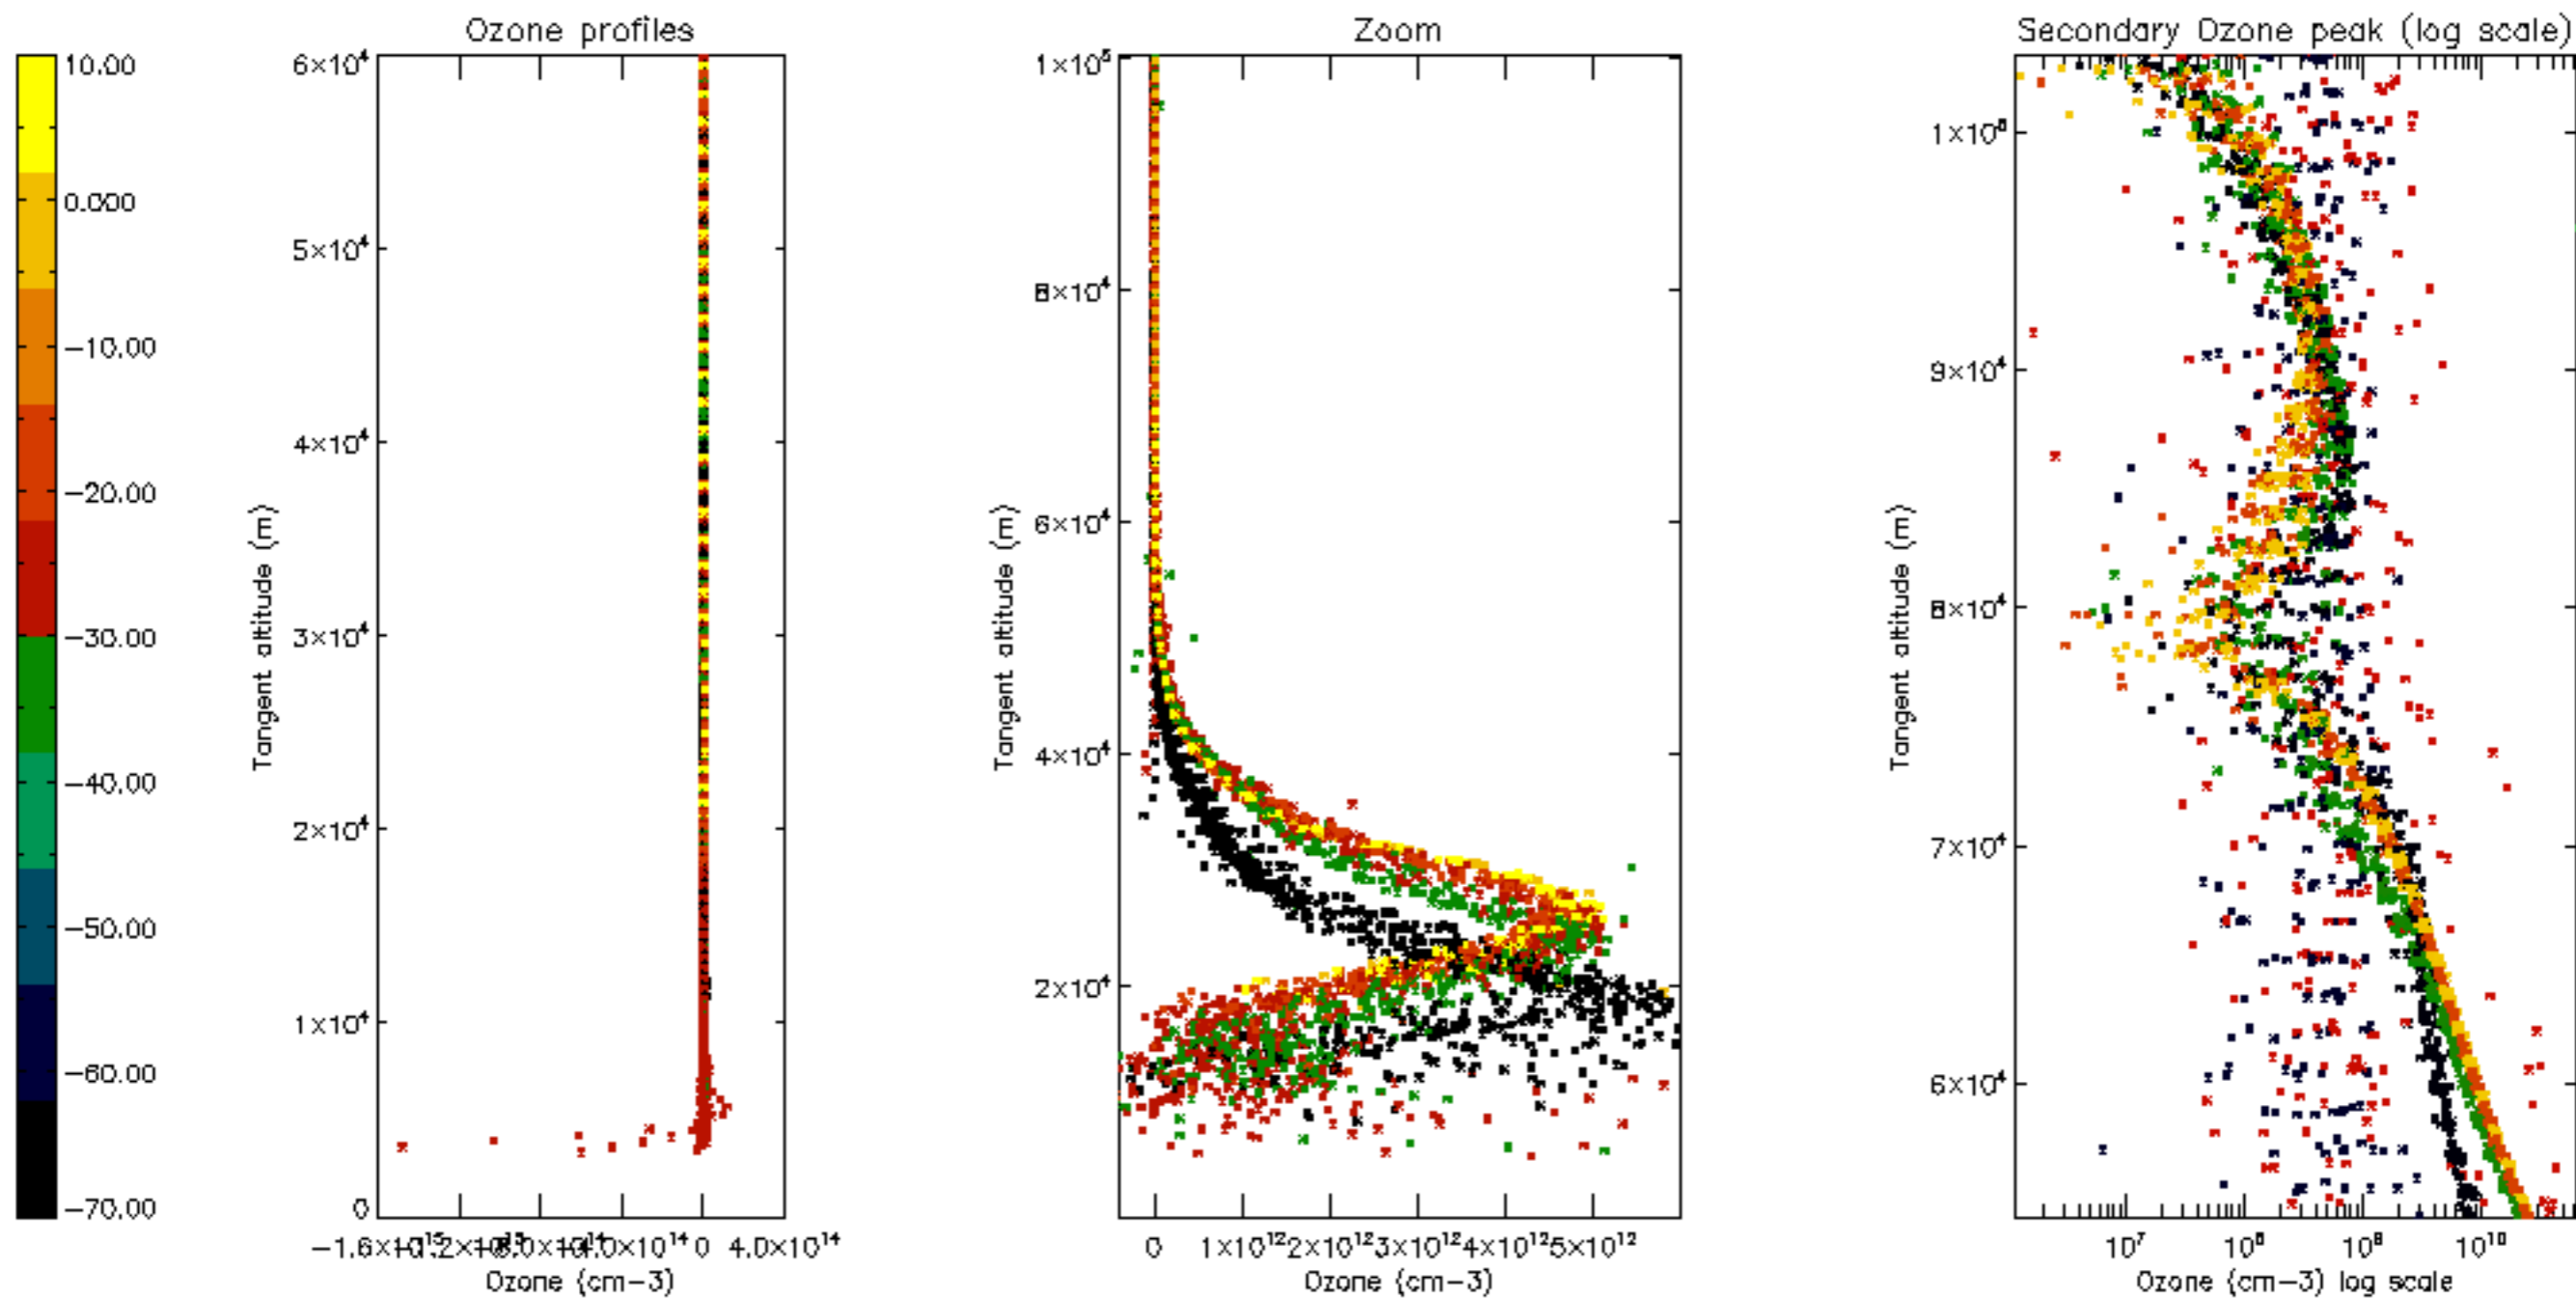 Ozone profiles
Zoom
Secondary Ozone peak (log scale)
10.00
0.000
−10.00
−20.00
−30.00
−40.00
−50.00
−60.00
−70.00
6×10⁴
5×10⁴
4×10⁴
3×10⁴
2×10⁴
1×10⁴
0
Tangent altitude (m)
−1.6×10¹⁵ 0 4.0×10¹⁴
Ozone (cm−3)
1×10⁵
8×10⁴
6×10⁴
4×10⁴
2×10⁴
Tangent altitude (m)
0 1×10¹² 2×10¹² 3×10¹² 4×10¹² 5×10¹²
Ozone (cm−3)
9×10⁴
8×10⁴
7×10⁴
6×10⁴
Tangent altitude (m)
10⁷ 10⁸ 10⁹ 10¹⁰
Ozone (cm−3) log scale